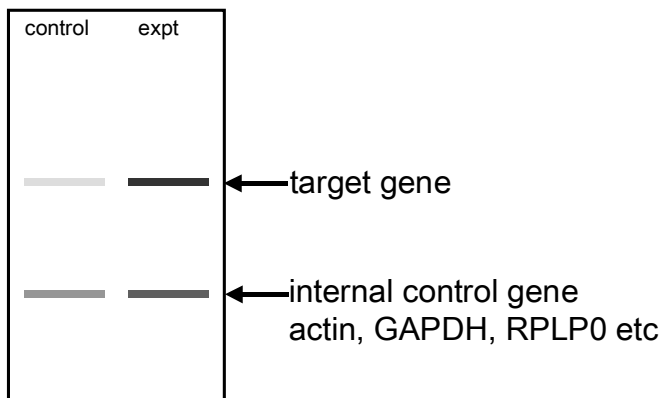 control expt
target gene
internal control gene
actin, GAPDH, RPLP0 etc